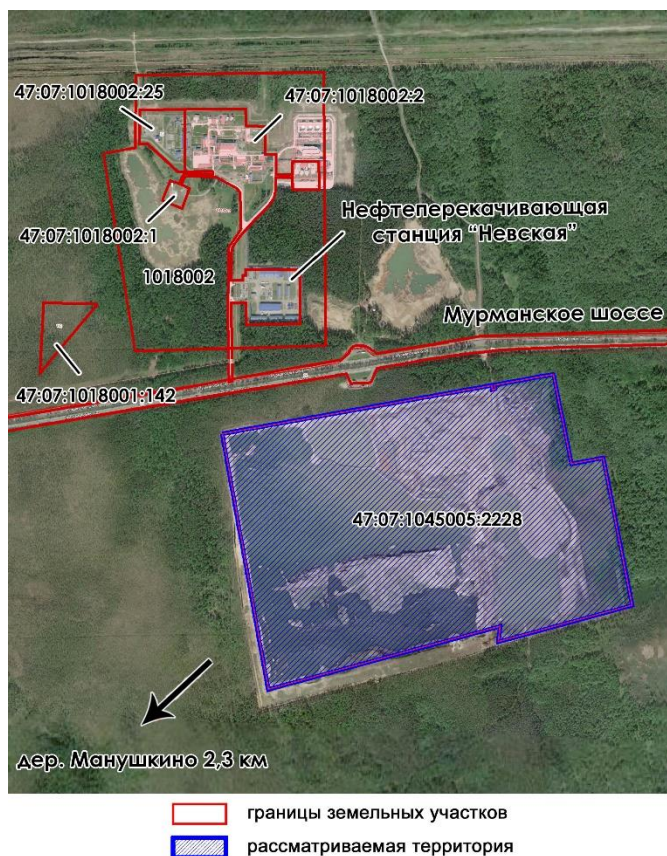 47:07:1018002:25
47:07:1018002:2
Нефтеперекачивающая
станция "Невская"
47:07:1018002:1
1018002
Мурманское шоссе
47:07:1018001:142
47:07:1045005:2228
дер. Манушкино 2,3 км
границы земельных участков
рассматриваемая территория